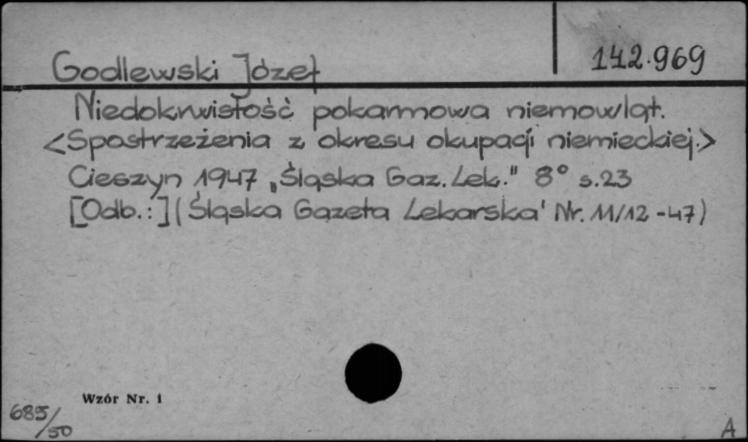 142.969
Godlewski Józef
Niedokrwistość pokarmowa niemowląt.
<Spostrzeżenia z okresu okupacji niemieckiej.>
Cieszyn 1947 „Śląska Gaz. Lek." 8° s.23
[Odb.:] (Śląska Gazeta Lekarska' Nr. 11/12 -47)
Wzór Nr. 1
685/50
A